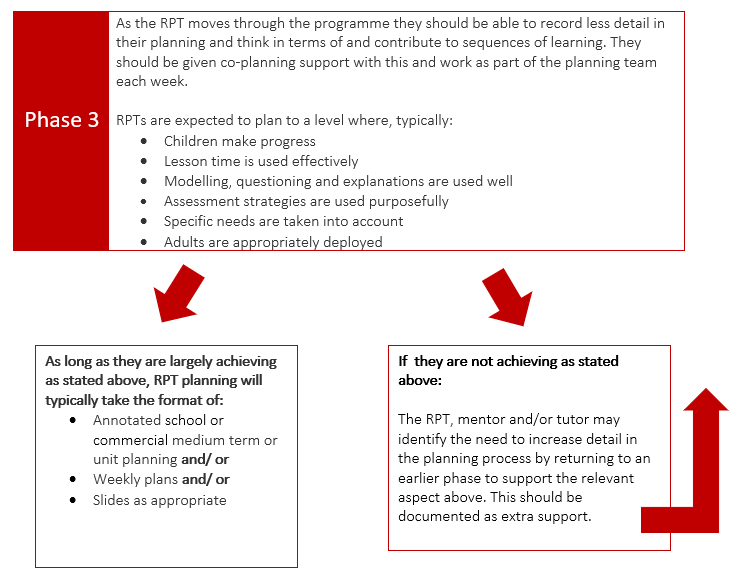 As the RPT moves through the programme they should be able to record less detail in
their planning and think in terms of and contribute to sequences of learning. They
should be given co-planning support with this and work as part of the planning team
each week.
Phase 3
RPTs are expected to plan to a level where, typically:
• Children make progress
• Lesson time is used effectively
• Modelling, questioning and explanations are used well
• Assessment strategies are used purposefully
• Specific needs are taken into account
• Adults are appropriately deployed
As long as they are largely achieving
as stated above, RPT planning will
typically take the format of:
• Annotated school or
commercial medium term or
unit planning and/ or
• Weekly plans and/ or
• Slides as appropriate
If they are not achieving as stated
above:
The RPT, mentor and/or tutor may
identify the need to increase detail in
the planning process by returning to an
earlier phase to support the relevant
aspect above. This should be
documented as extra support.